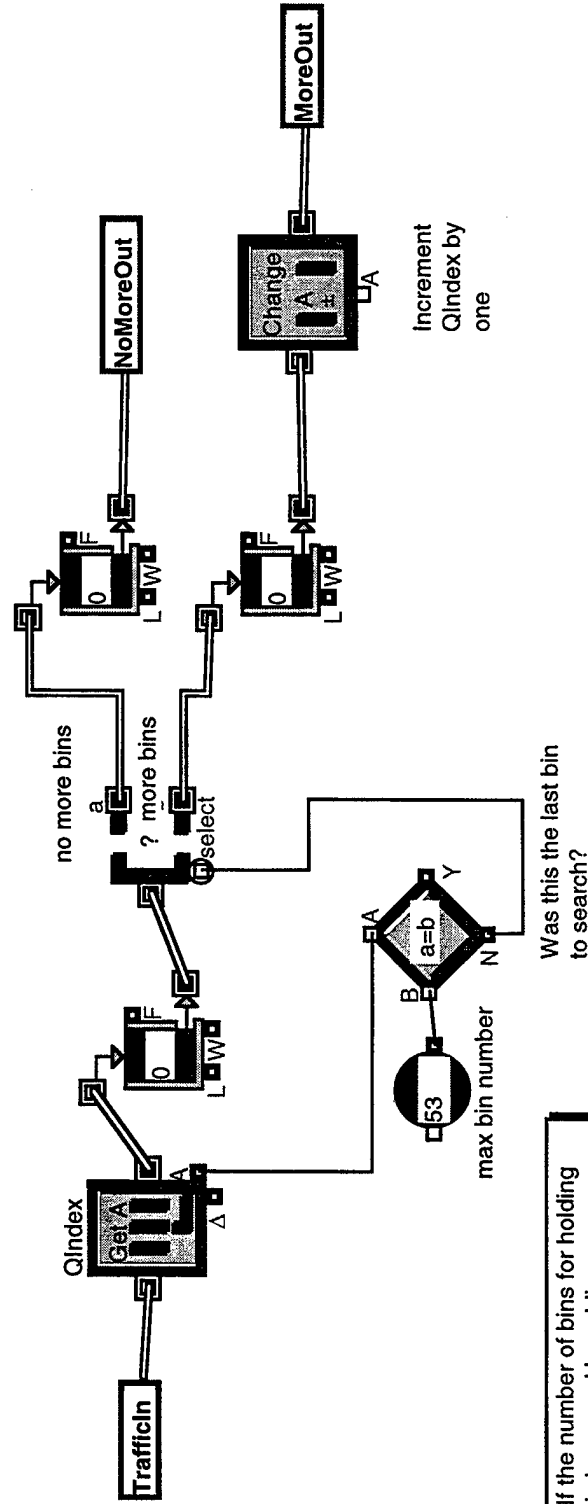 TrafficIn
QIndex
Get A
A
Δ
0
F
L
W
no more bins
a
?
more bins
select
0
F
L
W
NoMoreOut
0
F
L
W
Change
A
±
A
MoreOut
Increment
QIndex by
one
53
max bin number
B
A
a=b
Y
N
Was this the last bin
to search?
If the number of bins for holding